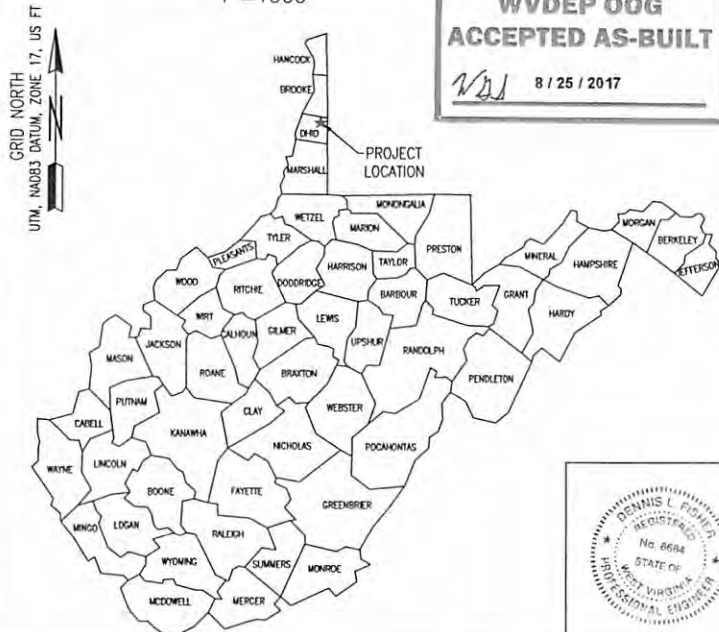 WVDEP OOG
ACCEPTED AS-BUILT
8 / 25 / 2017
GRID NORTH
UTM, NAD83 DATUM, ZONE 17, US FT
N
HANCOCK
BROOKE
OHIO
PROJECT
LOCATION
MARSHALL
MONONGALIA
WETZEL
MARION
MORGAN
BERKELEY
JEFFERSON
TYLER
PLEASANTS
PRESTON
MINERAL
HAMPSHIRE
HARRISON
TAYLOR
WOOD
RITCHIE
DODDRIDGE
BARBOUR
TUCKER
GRANT
HARDY
WIRT
CALHOUN
GILMER
LEWIS
UPSHUR
RANDOLPH
JACKSON
MASON
ROANE
BRAXTON
PENDLETON
PUTNAM
CLAY
WEBSTER
CABELL
KANAWHA
NICHOLAS
POCAHONTAS
WAYNE
LINCOLN
BOONE
FAYETTE
GREENBRIER
MINGO
LOGAN
RALEIGH
WYOMING
SUMMERS
MONROE
MCDOWELL
MERCER
DENNIS L. FISHER
REGISTERED
No. 6684
STATE OF
WEST VIRGINIA
PROFESSIONAL ENGINEER